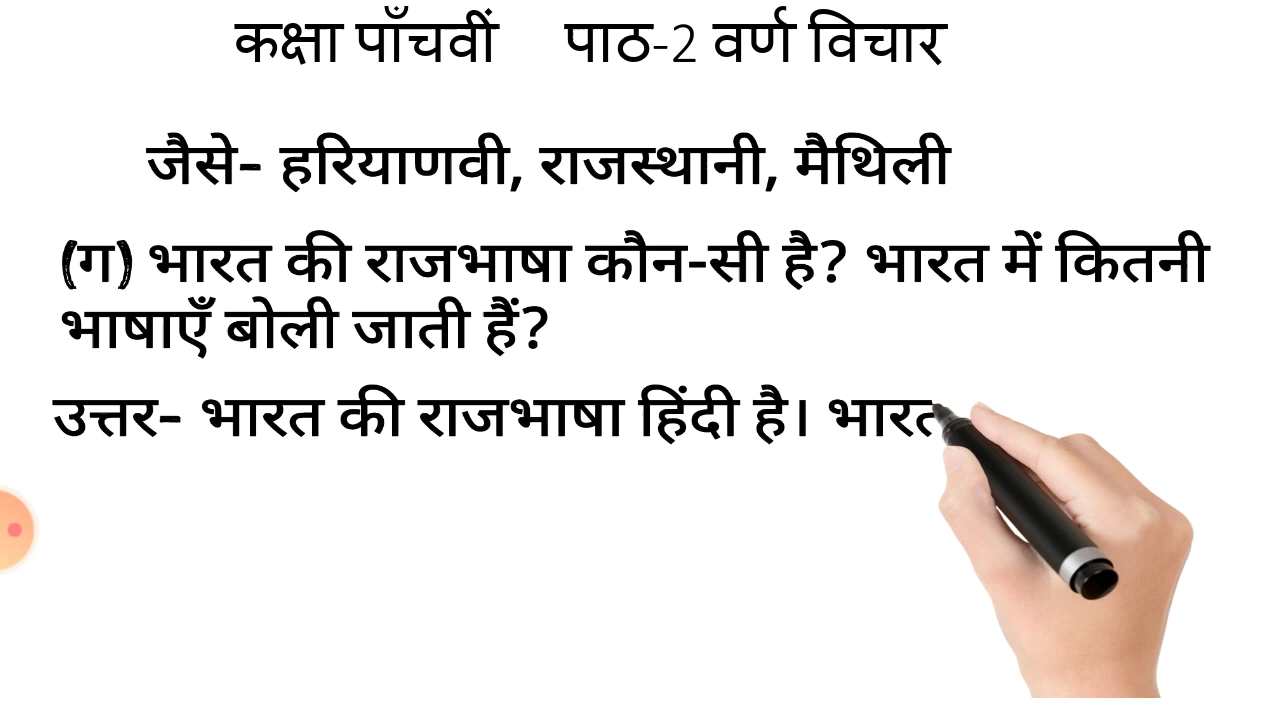 कक्षा पाँचवीं पाठ-2 वर्ण विचार
जैसे- हरियाणवी, राजस्थानी, मैथिली
(ग) भारत की राजभाषा कौन-सी है? भारत में कितनी
भाषाएँ बोली जाती हैं?
उत्तर- भारत की राजभाषा हिंदी है। भारत